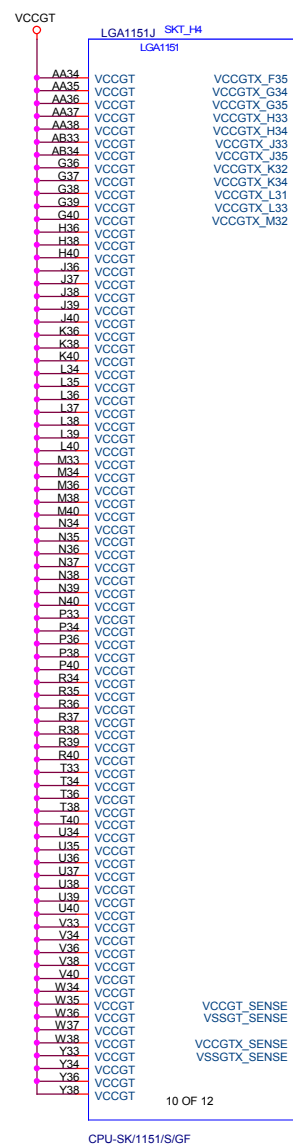 VCCGT
LGA1151J SKT_H4
LGA1151
AA34 VCCGT VCCGTX_F35
AA35 VCCGT VCCGTX_G34
AA36 VCCGT VCCGTX_G35
AA37 VCCGT VCCGTX_H33
AA38 VCCGT VCCGTX_H34
AB33 VCCGT VCCGTX_J33
AB34 VCCGT VCCGTX_J35
G36 VCCGT VCCGTX_K32
G37 VCCGT VCCGTX_K34
G38 VCCGT VCCGTX_L31
G39 VCCGT VCCGTX_L33
G40 VCCGT VCCGTX_M32
H36 VCCGT
H38 VCCGT
H40 VCCGT
J36 VCCGT
J37 VCCGT
J38 VCCGT
J39 VCCGT
J40 VCCGT
K36 VCCGT
K38 VCCGT
K40 VCCGT
L34 VCCGT
L35 VCCGT
L36 VCCGT
L37 VCCGT
L38 VCCGT
L39 VCCGT
L40 VCCGT
M33 VCCGT
M34 VCCGT
M36 VCCGT
M38 VCCGT
M40 VCCGT
N34 VCCGT
N35 VCCGT
N36 VCCGT
N37 VCCGT
N38 VCCGT
N39 VCCGT
N40 VCCGT
P33 VCCGT
P34 VCCGT
P36 VCCGT
P38 VCCGT
P40 VCCGT
R34 VCCGT
R35 VCCGT
R36 VCCGT
R37 VCCGT
R38 VCCGT
R39 VCCGT
R40 VCCGT
T33 VCCGT
T34 VCCGT
T36 VCCGT
T38 VCCGT
T40 VCCGT
U34 VCCGT
U35 VCCGT
U36 VCCGT
U37 VCCGT
U38 VCCGT
U39 VCCGT
U40 VCCGT
V33 VCCGT
V34 VCCGT
V36 VCCGT
V38 VCCGT
V40 VCCGT
W34 VCCGT
W35 VCCGT VCCGT_SENSE
W36 VCCGT VSSGT_SENSE
W37 VCCGT
W38 VCCGT VCCGTX_SENSE
Y33 VCCGT VSSGTX_SENSE
Y34 VCCGT
Y36 VCCGT
Y38 VCCGT 10 OF 12
CPU-SK/1151/S/GF